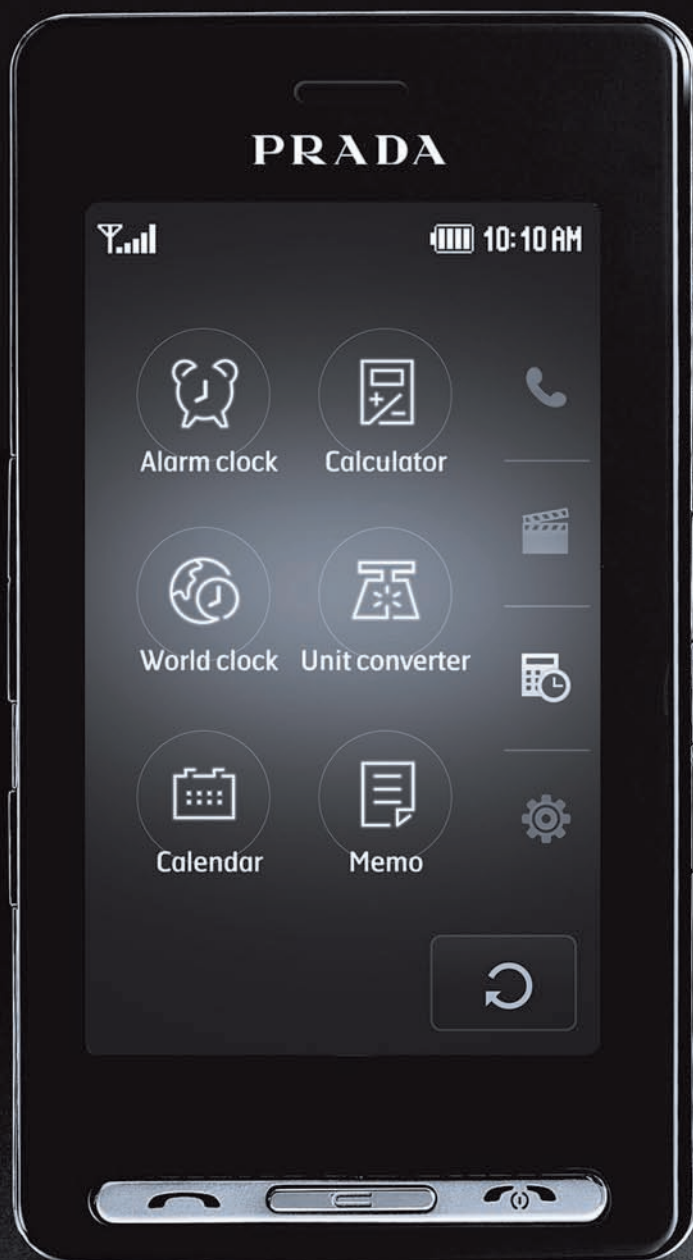 PRADA
10:10 AM
Alarm clock Calculator
World clock Unit converter
Calendar Memo